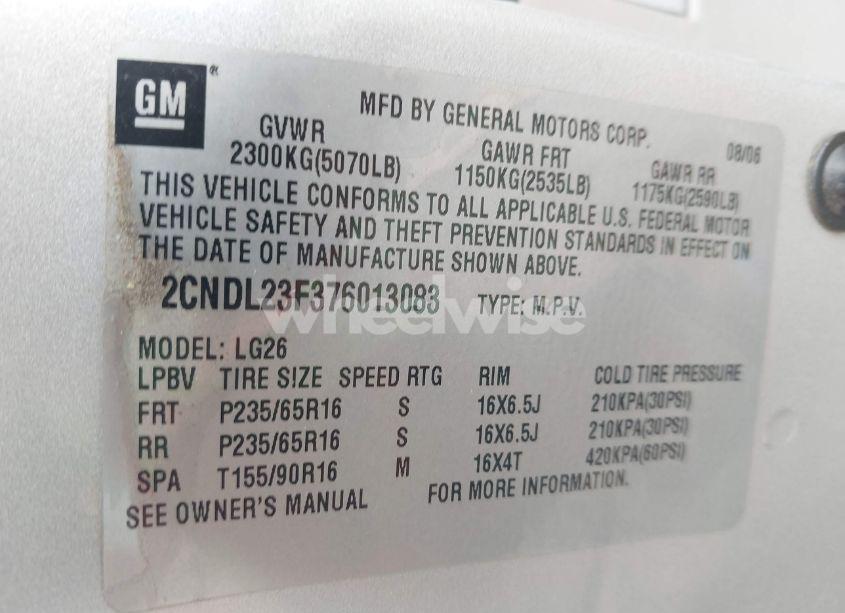 GM
MFD BY GENERAL MOTORS CORP. 08/06
GVWR GAWR FRT GAWR RR
2300KG(5070LB) 1150KG(2535LB) 1175KG(2590LB)
THIS VEHICLE CONFORMS TO ALL APPLICABLE U.S. FEDERAL MOTOR
VEHICLE SAFETY AND THEFT PREVENTION STANDARDS IN EFFECT ON
THE DATE OF MANUFACTURE SHOWN ABOVE.
2CNDL23F376013083 TYPE: M.P.V.
wheelwise
MODEL: LG26
LPBV TIRE SIZE SPEED RTG RIM COLD TIRE PRESSURE
FRT P235/65R16 S 16X6.5J 210KPA(30PSI)
RR P235/65R16 S 16X6.5J 210KPA(30PSI)
SPA T155/90R16 M 16X4T 420KPA(60PSI)
SEE OWNER'S MANUAL FOR MORE INFORMATION.